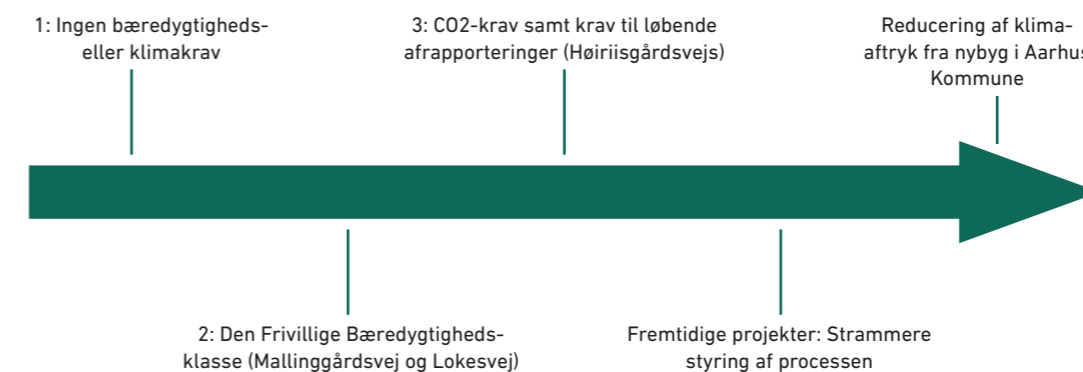 1: Ingen bæredygtigheds-
eller klimakrav
3: CO2-krav samt krav til løbende
afrapporteringer (Høiriisgårdsvejs)
Reducering af klima-
aftryk fra nybyg i Aarhus
Kommune
2: Den Frivillige Bæredygtigheds-
klasse (Mallinggårdsvej og Lokesvej)
Fremtidige projekter: Strammere
styring af processen